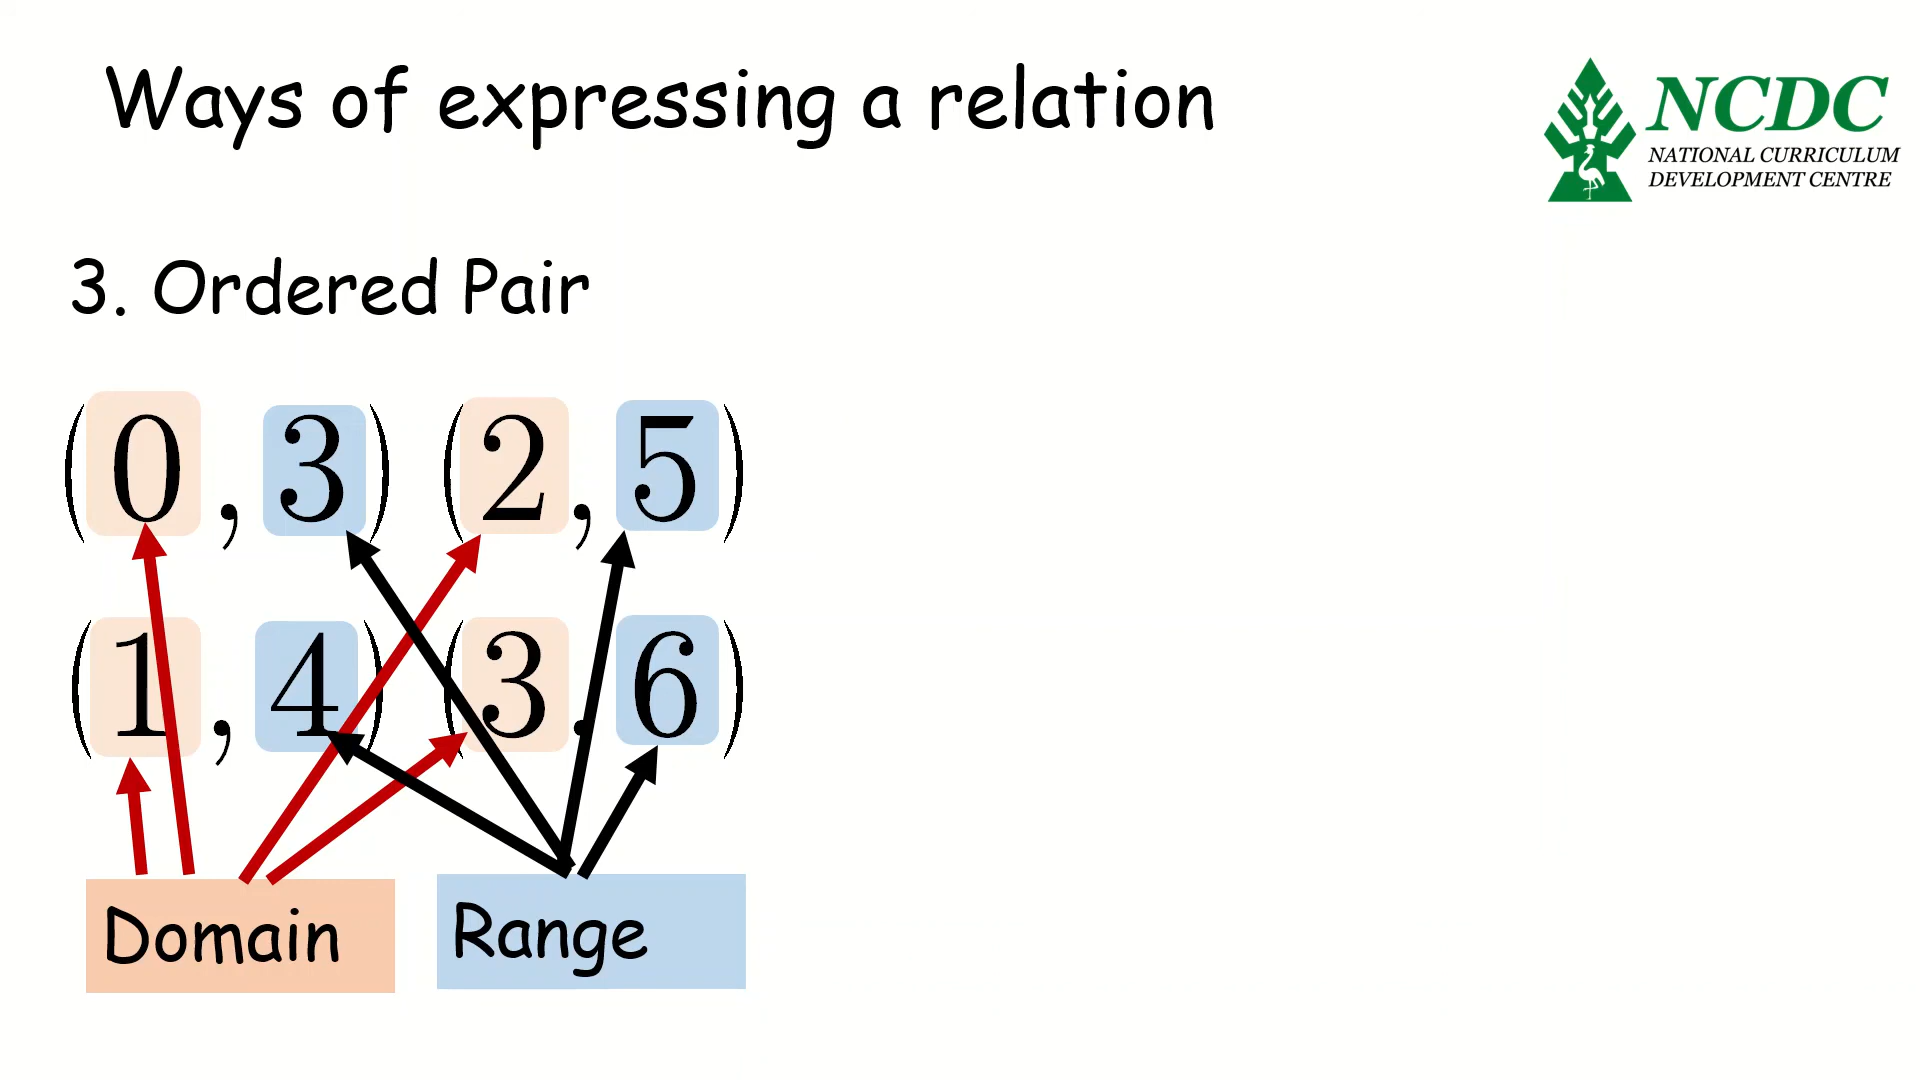 Ways of expressing a relation
NCDC
NATIONAL CURRICULUM
DEVELOPMENT CENTRE
3. Ordered Pair
(0, 3) (2, 5)
(1, 4) (3, 6)
Domain
Range